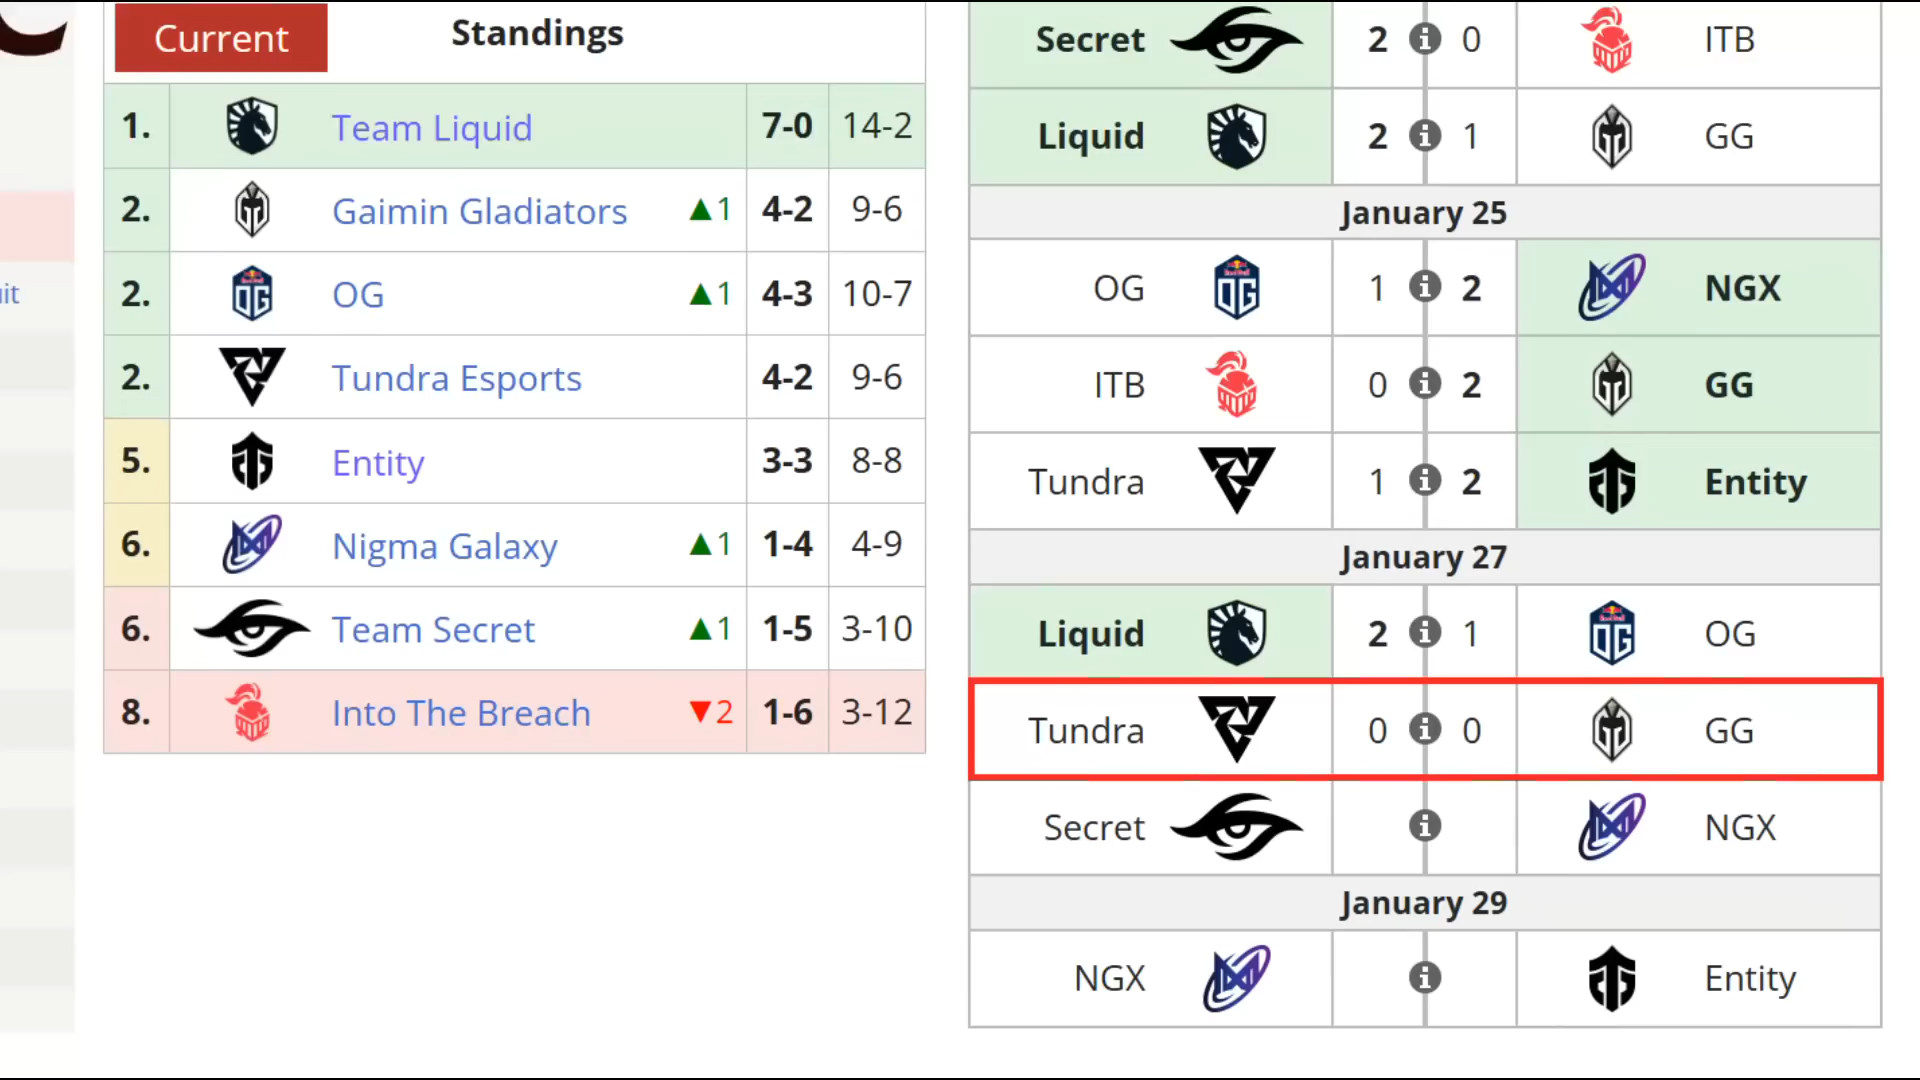 Current Standings
1. Team Liquid 7-0 14-2
2. Gaimin Gladiators ▲1 4-2 9-6
2. OG ▲1 4-3 10-7
2. Tundra Esports 4-2 9-6
5. Entity 3-3 8-8
6. Nigma Galaxy ▲1 1-4 4-9
6. Team Secret ▲1 1-5 3-10
8. Into The Breach ▼2 1-6 3-12
Secret 2 0 ITB
Liquid 2 1 GG
January 25
OG 1 2 NGX
ITB 0 2 GG
Tundra 1 2 Entity
January 27
Liquid 2 1 OG
Tundra 0 0 GG
Secret NGX
January 29
NGX Entity